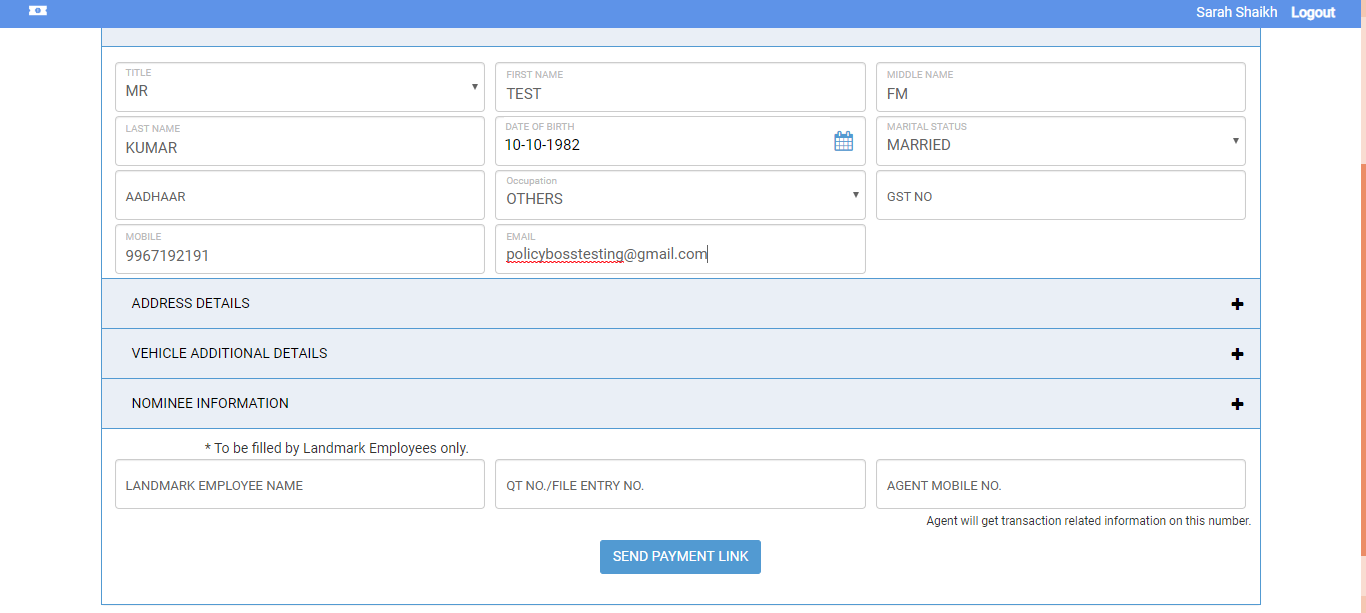 Sarah Shaikh Logout
TITLE
MR
FIRST NAME
TEST
MIDDLE NAME
FM
LAST NAME
KUMAR
DATE OF BIRTH
10-10-1982
MARITAL STATUS
MARRIED
AADHAAR
Occupation
OTHERS
GST NO
MOBILE
9967192191
EMAIL
policybosstesting@gmail.com
ADDRESS DETAILS
VEHICLE ADDITIONAL DETAILS
NOMINEE INFORMATION
* To be filled by Landmark Employees only.
LANDMARK EMPLOYEE NAME
QT NO./FILE ENTRY NO.
AGENT MOBILE NO.
Agent will get transaction related information on this number.
SEND PAYMENT LINK